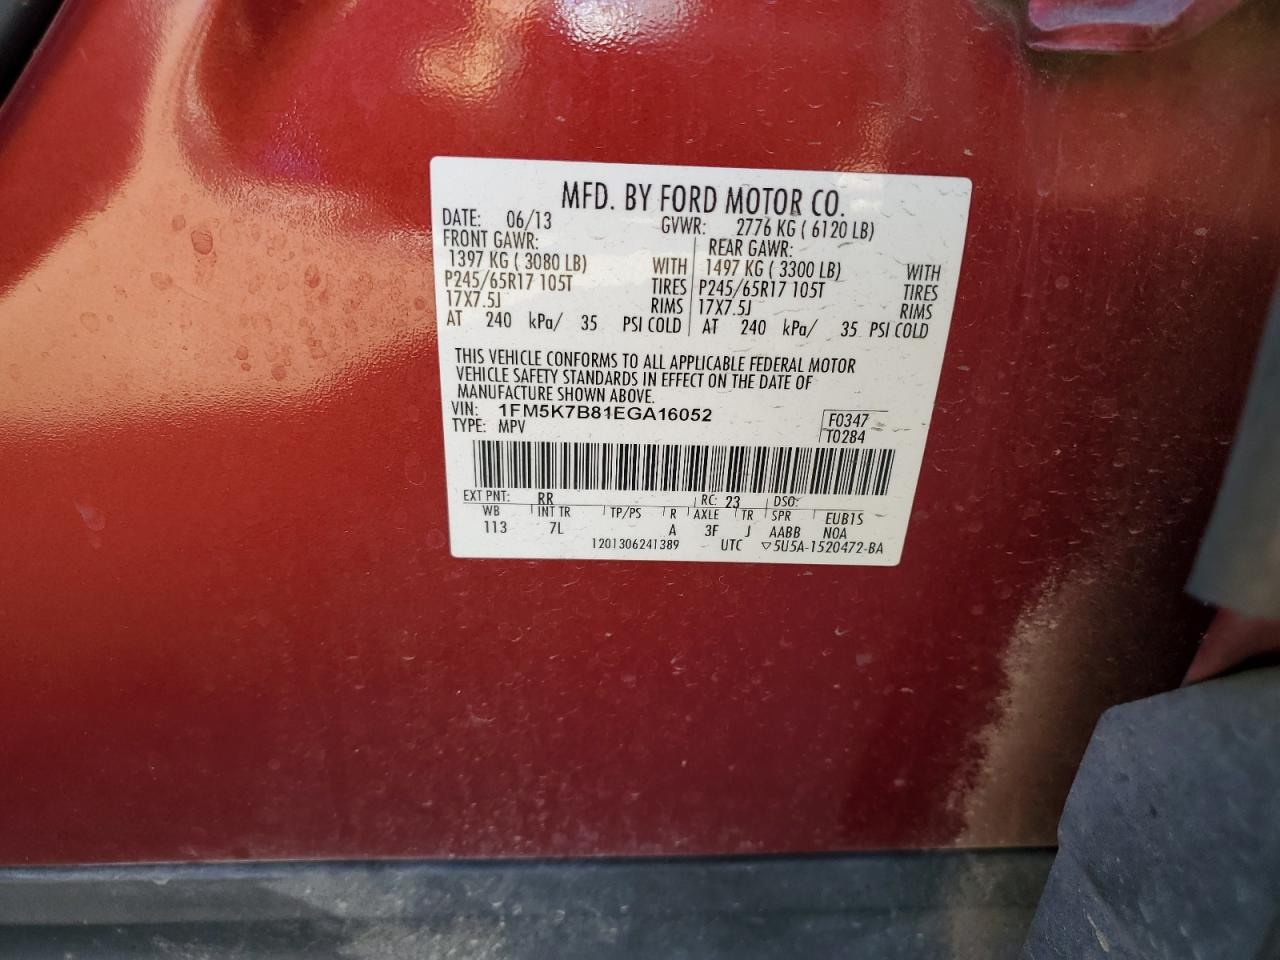 MFD. BY FORD MOTOR CO.
DATE: 06/13 GVWR: 2776 KG ( 6120 LB)
FRONT GAWR: REAR GAWR:
1397 KG ( 3080 LB) WITH 1497 KG ( 3300 LB) WITH
P245/65R17 105T TIRES P245/65R17 105T TIRES
17X7.5J RIMS 17X7.5J RIMS
AT 240 kPa/ 35 PSI COLD AT 240 kPa/ 35 PSI COLD
THIS VEHICLE CONFORMS TO ALL APPLICABLE FEDERAL MOTOR
VEHICLE SAFETY STANDARDS IN EFFECT ON THE DATE OF
MANUFACTURE SHOWN ABOVE.
VIN: 1FM5K7B81EGA16052 F0347
TYPE: MPV T0284
EXT PNT: RR RC: 23 DSO:
WB INT TR TP/PS R AXLE TR SPR EUB1S
113 7L A 3F J AABB NOA
1201306241389 UTC ▽5U5A-1520472-BA